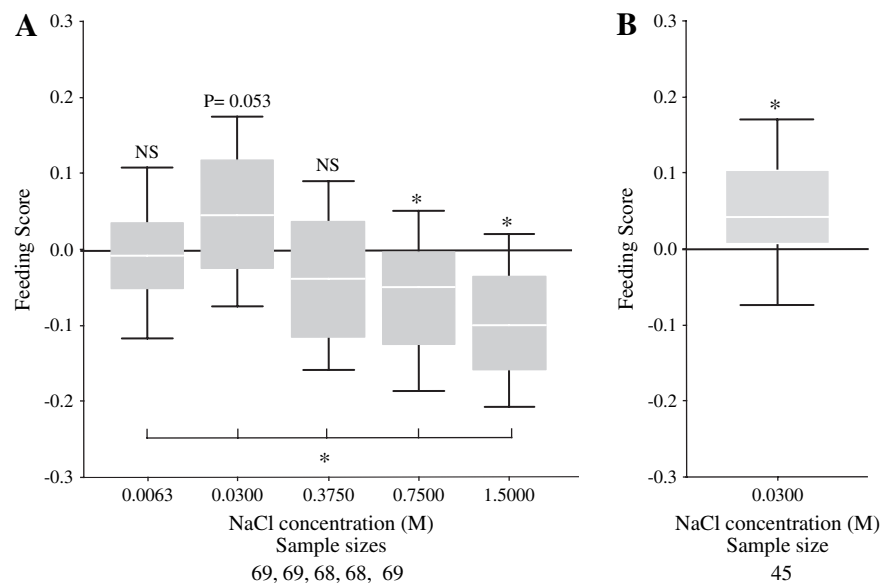 A
0.3
0.2
0.1
0.0
-0.1
-0.2
-0.3
Feeding Score
NS
P= 0.053
NS
*
*
*
0.0063 0.0300 0.3750 0.7500 1.5000
NaCl concentration (M)
Sample sizes
69, 69, 68, 68, 69
B
0.3
0.2
0.1
0.0
-0.1
-0.2
-0.3
Feeding Score
*
0.0300
NaCl concentration (M)
Sample size
45